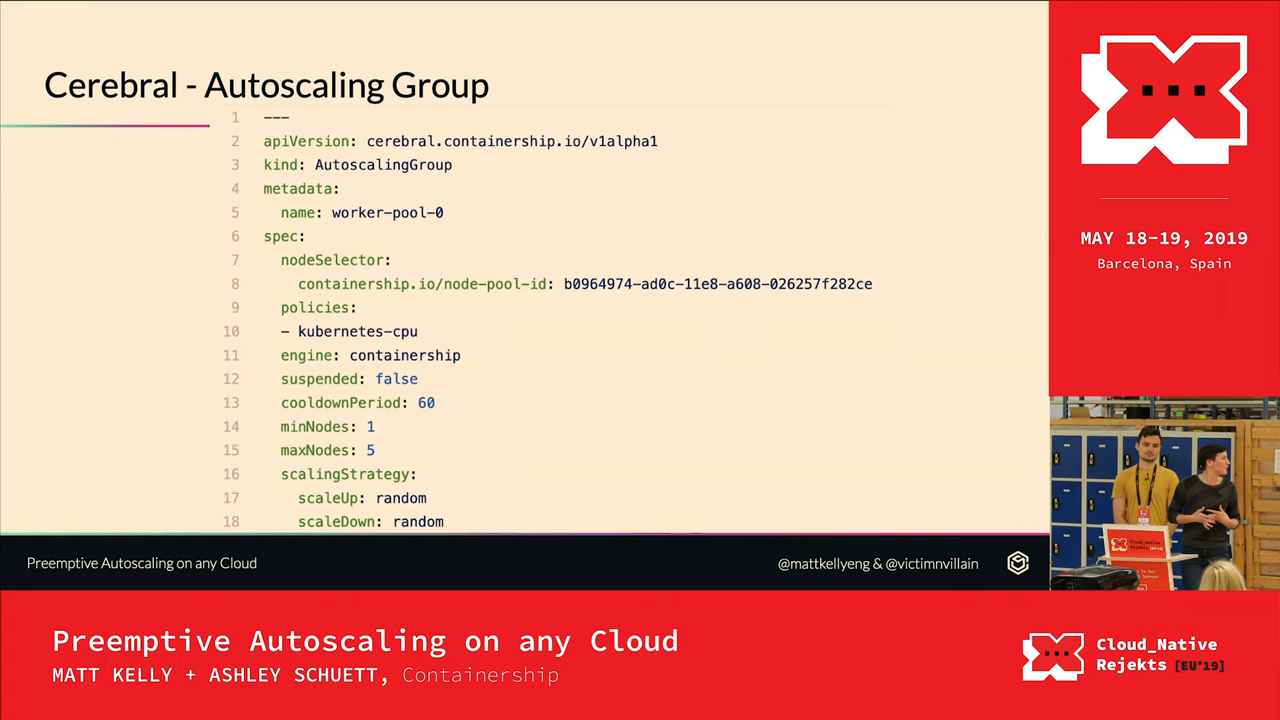 Cerebral - Autoscaling Group
1 ---
2 apiVersion: cerebral.containership.io/v1alpha1
3 kind: AutoscalingGroup
4 metadata:
5 name: worker-pool-0
6 spec:
7 nodeSelector:
8 containership.io/node-pool-id: b0964974-ad0c-11e8-a608-026257f282ce
9 policies:
10 - kubernetes-cpu
11 engine: containership
12 suspended: false
13 cooldownPeriod: 60
14 minNodes: 1
15 maxNodes: 5
16 scalingStrategy:
17 scaleUp: random
18 scaleDown: random
Preemptive Autoscaling on any Cloud
@mattkellyeng & @victimnvillain
MAY 18-19, 2019
Barcelona, Spain
Cloud_Native
Rejekts
Preemptive Autoscaling on any Cloud
MATT KELLY + ASHLEY SCHUETT, Containership
Cloud_Native
Rejekts [EU'19]